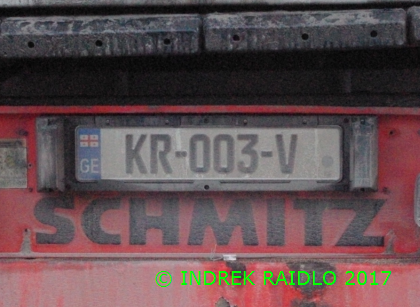 KR-003-V
GE
SCHMITZ
© INDREK RAIDLO 2017